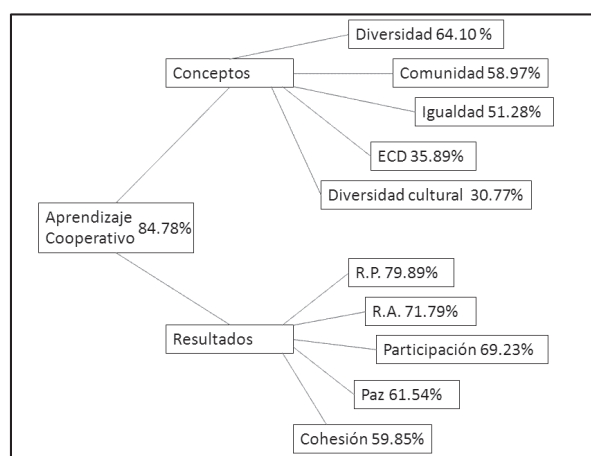 Diversidad 64.10 %
Conceptos
Comunidad 58.97%
Igualdad 51.28%
ECD 35.89%
Diversidad cultural 30.77%
Aprendizaje
Cooperativo 84.78%
R.P. 79.89%
R.A. 71.79%
Resultados
Participación 69.23%
Paz 61.54%
Cohesión 59.85%